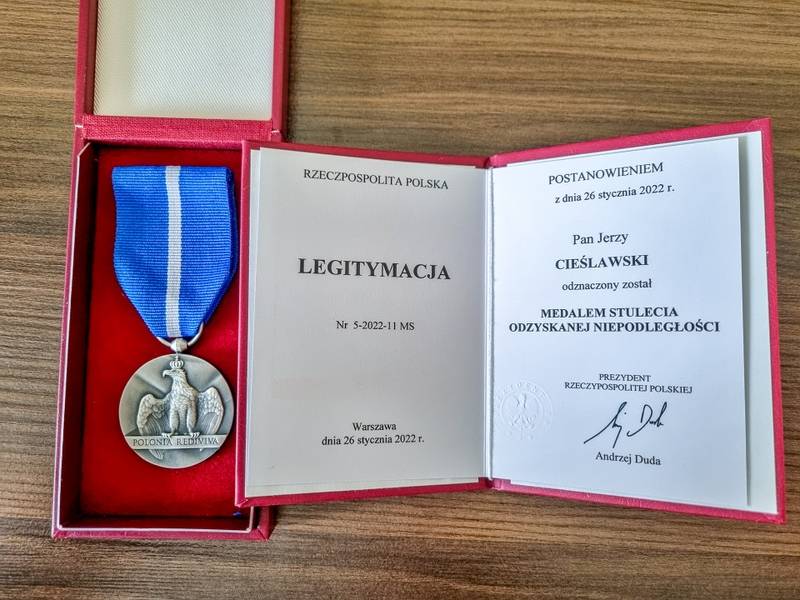 POLONIA REDIVIVA
RZECZPOSPOLITA POLSKA
LEGITYMACJA
Nr 5-2022-11 MS
Warszawa
dnia 26 stycznia 2022 r.
POSTANOWIENIEM
z dnia 26 stycznia 2022 r.
Pan Jerzy
CIEŚLAWSKI
odznaczony został
MEDALEM STULECIA
ODZYSKANEJ NIEPODLEGŁOŚCI
PREZYDENT
RZECZYPOSPOLITEJ POLSKIEJ
Andrzej Duda